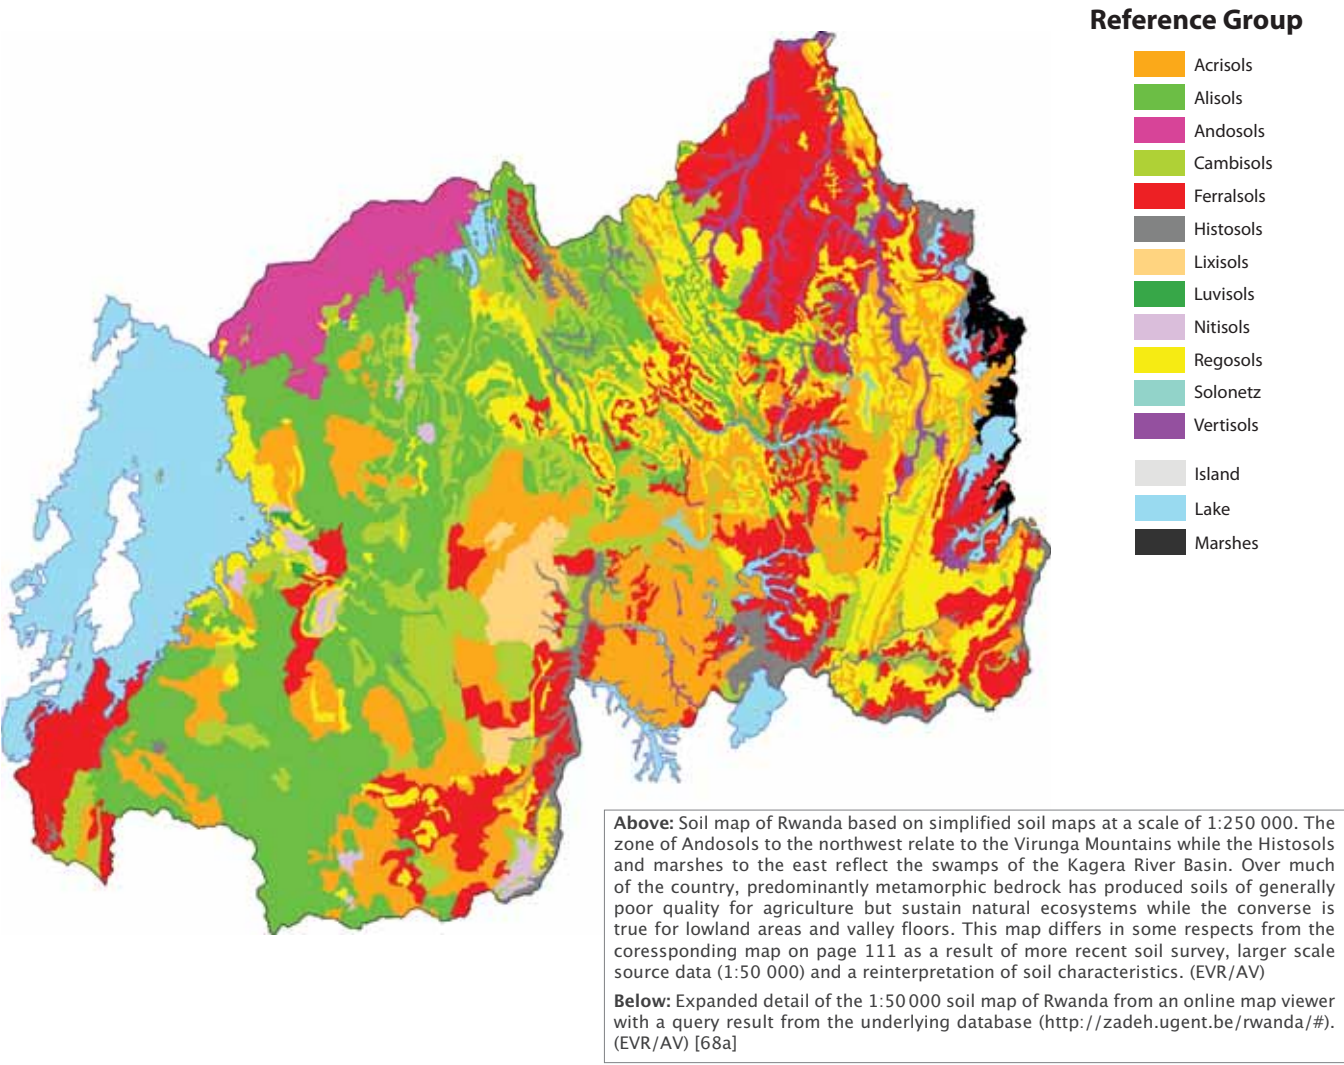 Reference Group
Acrisols
Alisols
Andosols
Cambisols
Ferralsols
Histosols
Lixisols
Luvisols
Nitisols
Regosols
Solonetz
Vertisols
Island
Lake
Marshes
Above: Soil map of Rwanda based on simplified soil maps at a scale of 1:250 000. The
zone of Andosols to the northwest relate to the Virunga Mountains while the Histosols
and marshes to the east reflect the swamps of the Kagera River Basin. Over much
of the country, predominantly metamorphic bedrock has produced soils of generally
poor quality for agriculture but sustain natural ecosystems while the converse is
true for lowland areas and valley floors. This map differs in some respects from the
coressponding map on page 111 as a result of more recent soil survey, larger scale
source data (1:50 000) and a reinterpretation of soil characteristics. (EVR/AV)
Below: Expanded detail of the 1:50 000 soil map of Rwanda from an online map viewer
with a query result from the underlying database (http://zadeh.ugent.be/rwanda/#).
(EVR/AV) [68a]